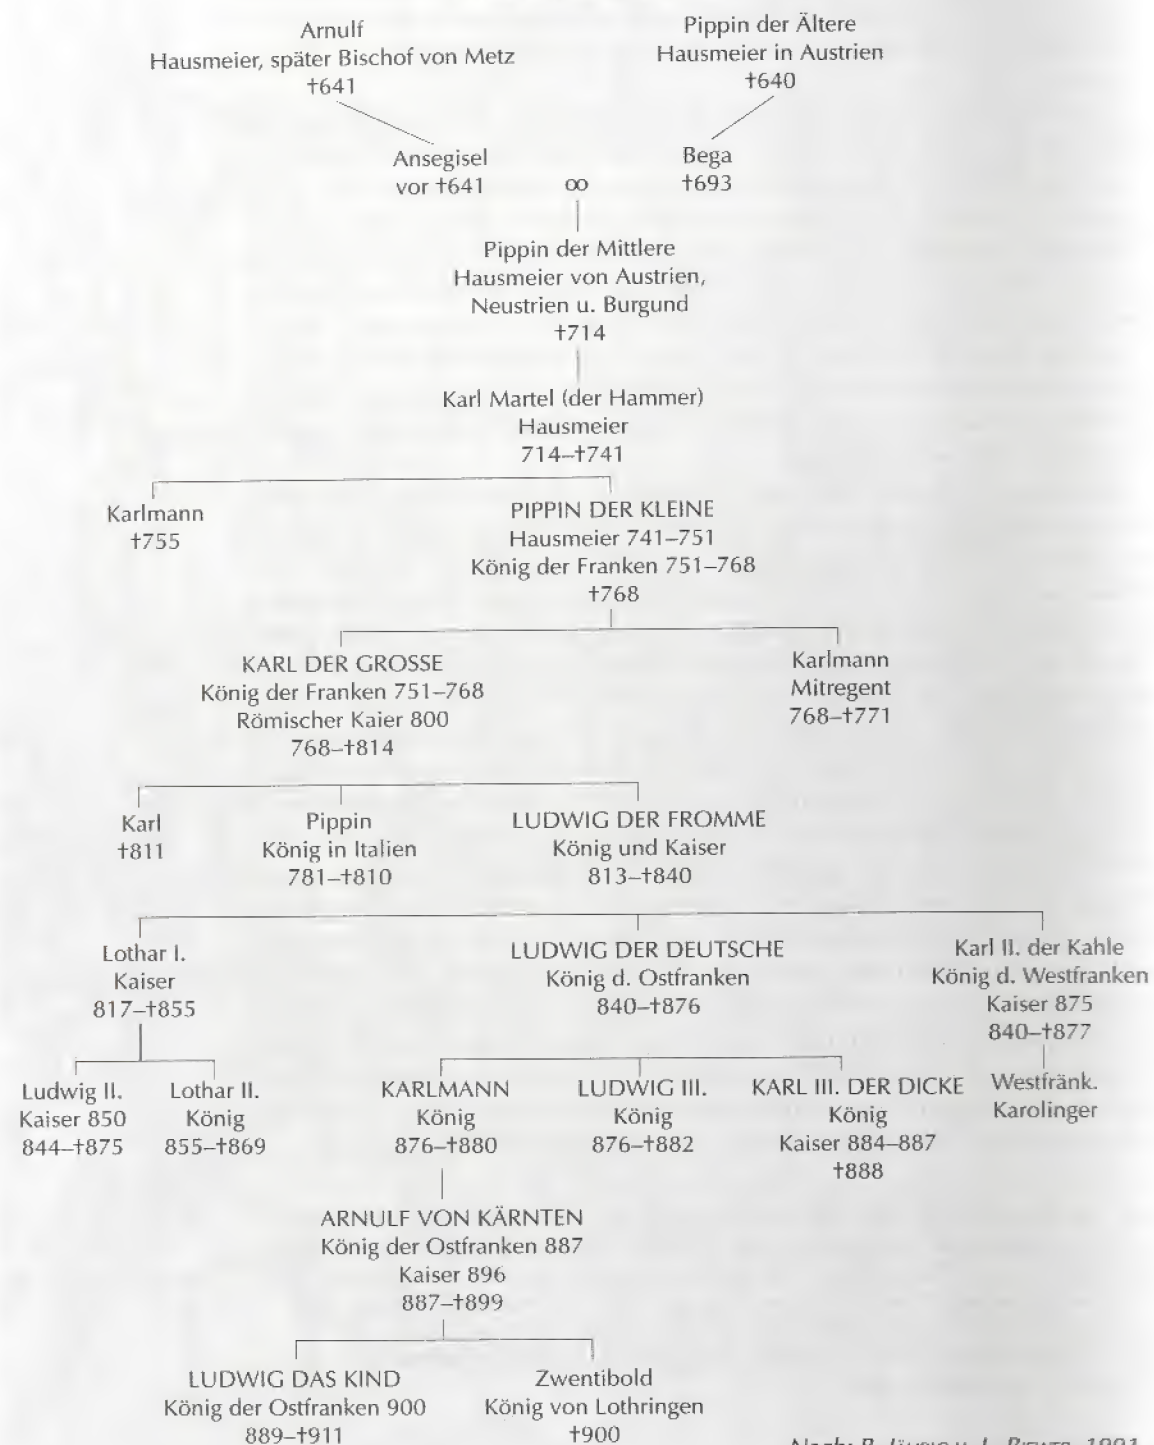 Arnulf
Hausmeier, später Bischof von Metz
†641
Pippin der Ältere
Hausmeier in Austrien
†640
Ansegisel
vor †641
∞
Bega
†693
Pippin der Mittlere
Hausmeier von Austrien,
Neustrien u. Burgund
†714
Karl Martel (der Hammer)
Hausmeier
714–†741
Karlmann
†755
PIPPIN DER KLEINE
Hausmeier 741–751
König der Franken 751–768
†768
KARL DER GROSSE
König der Franken 751–768
Römischer Kaier 800
768–†814
Karlmann
Mitregent
768–†771
Karl
†811
Pippin
König in Italien
781–†810
LUDWIG DER FROMME
König und Kaiser
813–†840
Lothar I.
Kaiser
817–†855
LUDWIG DER DEUTSCHE
König d. Ostfranken
840–†876
Karl II. der Kahle
König d. Westfranken
Kaiser 875
840–†877
Ludwig II.
Kaiser 850
844–†875
Lothar II.
König
855–†869
KARLMANN
König
876–†880
LUDWIG III.
König
876–†882
KARL III. DER DICKE
König
Kaiser 884–887
†888
Westfränk.
Karolinger
ARNULF VON KÄRNTEN
König der Ostfranken 887
Kaiser 896
887–†899
LUDWIG DAS KIND
König der Ostfranken 900
889–†911
Zwentibold
König von Lothringen
†900
Nach: B. u. J. 1991